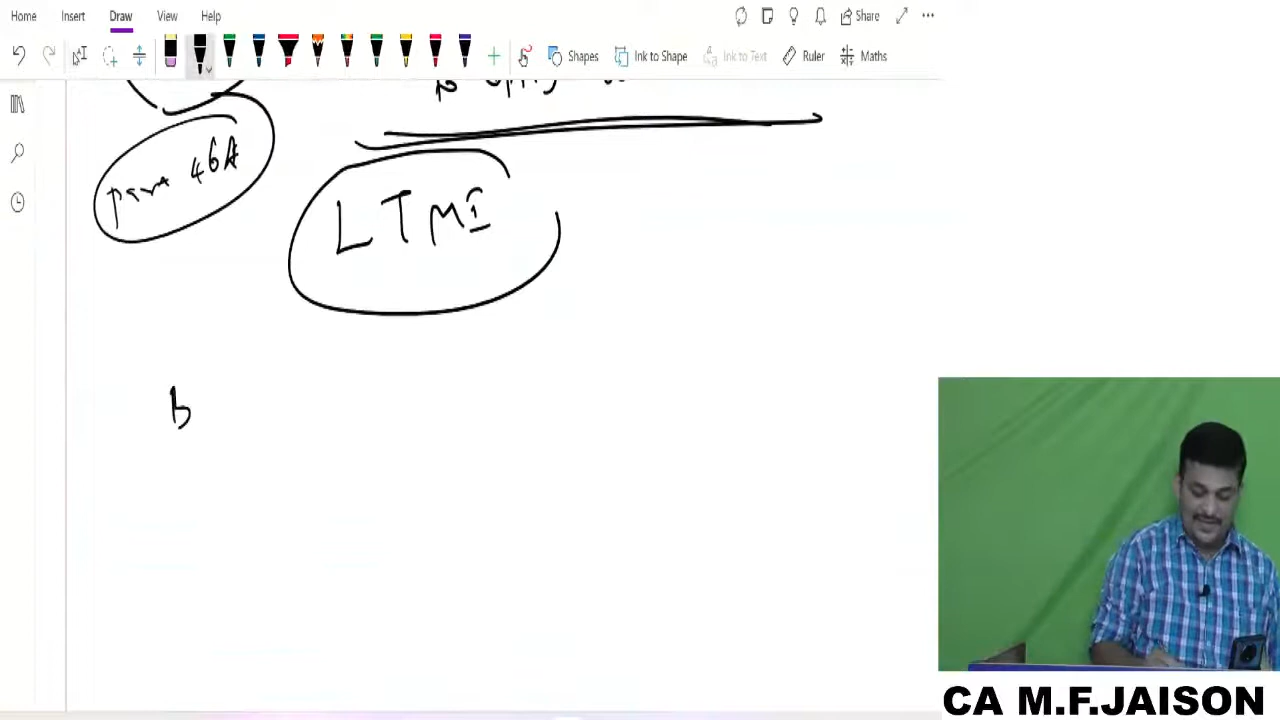 Home Insert Draw View Help
Share
Shapes Ink to Shape Ink to Text Ruler Maths
para 46A
LTMI
b
CA M.F.JAISON